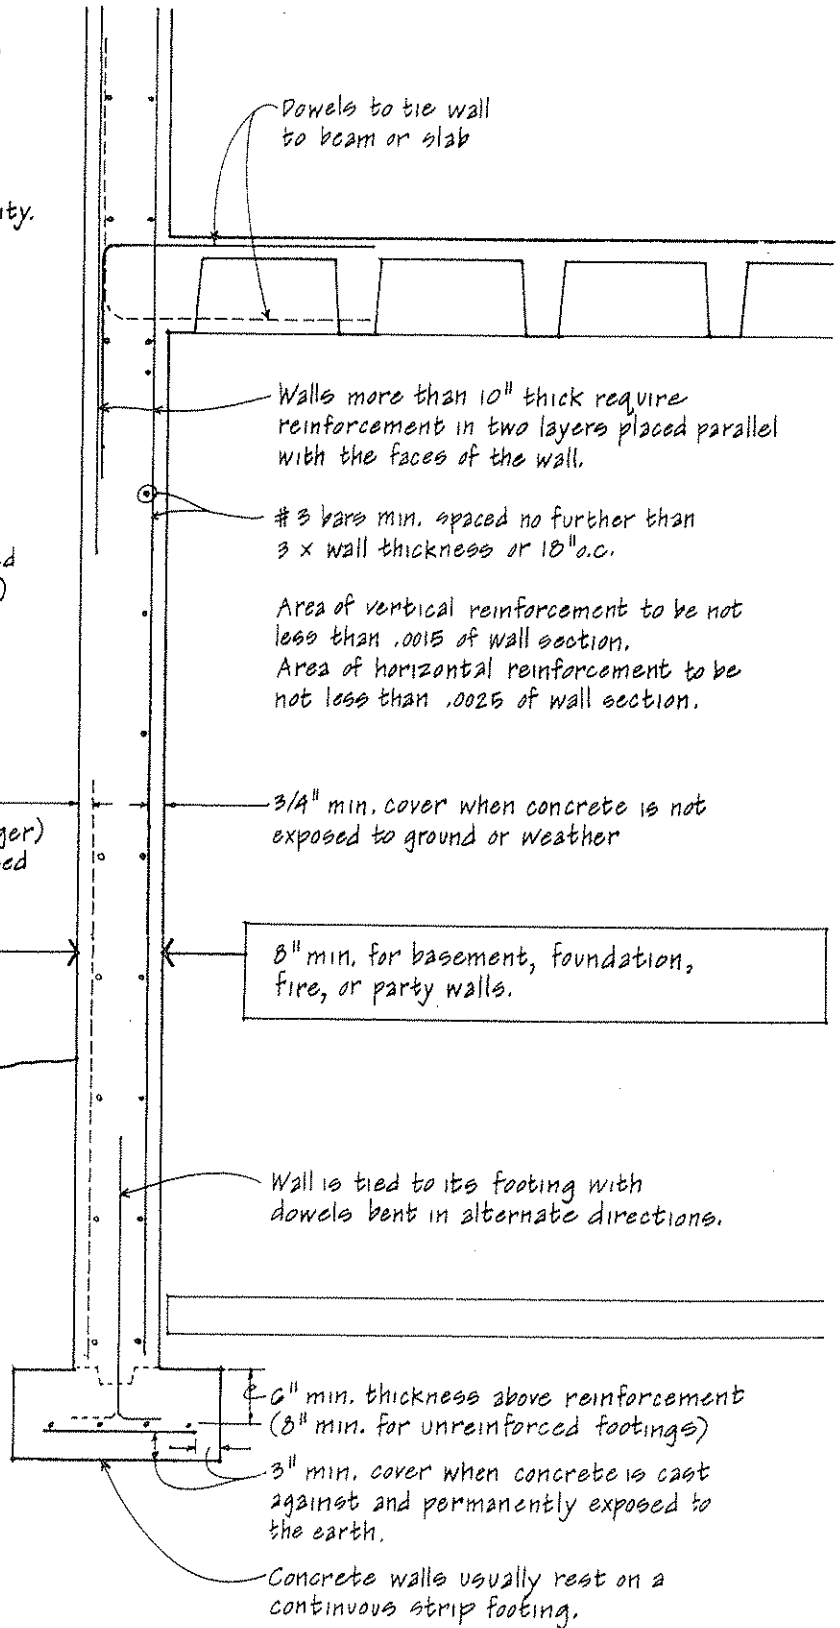 Dowels to tie wall
to beam or slab
ity.
Walls more than 10" thick require
reinforcement in two layers placed parallel
with the faces of the wall.
#3 bars min. spaced no further than
3 x wall thickness or 18" o.c.
d
)
Area of vertical reinforcement to be not
less than .0015 of wall section.
Area of horizontal reinforcement to be
not less than .0025 of wall section.
3/4" min. cover when concrete is not
exposed to ground or weather
ger)
ed
8" min. for basement, foundation,
fire, or party walls.
Wall is tied to its footing with
dowels bent in alternate directions.
6" min. thickness above reinforcement
(8" min. for unreinforced footings)
3" min. cover when concrete is cast
against and permanently exposed to
the earth.
Concrete walls usually rest on a
continuous strip footing.